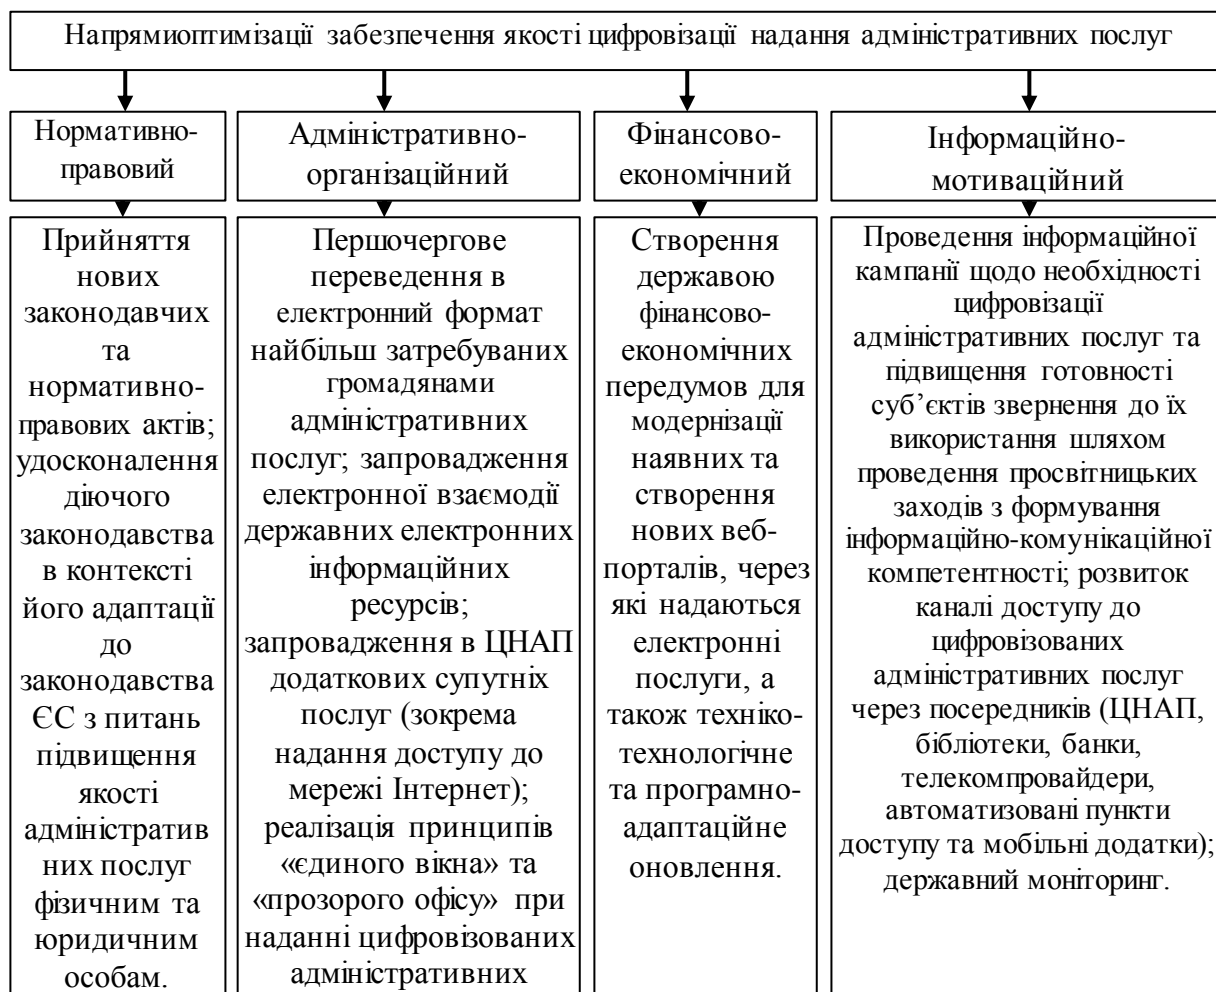 Напрямиоптимізації забезпечення якості цифровізації надання адміністративних послуг
Нормативно-
правовий
Адміністративно-
організаційний
Фінансово-
економічний
Інформаційно-
мотиваційний
Прийняття
нових
законодавчих
та
нормативно-
правових актів;
удосконалення
діючого
законодавства
в контексті
його адаптації
до
законодавства
ЄС з питань
підвищення
якості
адміністратив
них послуг
фізичним та
юридичним
особам.
Першочергове
переведення в
електронний формат
найбільш затребуваних
громадянами
адміністративних
послуг; запровадження
електронної взаємодії
державних електронних
інформаційних
ресурсів;
запровадження в ЦНАП
додаткових супутніх
послуг (зокрема
надання доступу до
мережі Інтернет);
реалізація принципів
«єдиного вікна» та
«прозорого офісу» при
наданні цифровізованих
адміністративних
Створення
державою
фінансово-
економічних
передумов для
модернізації
наявних та
створення
нових веб-
порталів, через
які надаються
електронні
послуги, а
також техніко-
технологічне
та програмно-
адаптаційне
оновлення.
Проведення інформаційної
кампанії щодо необхідності
цифровізації
адміністративних послуг та
підвищення готовності
суб’єктів звернення до їх
використання шляхом
проведення просвітницьких
заходів з формування
інформаційно-комунікаційної
компетентності; розвиток
каналі доступу до
цифровізованих
адміністративних послуг
через посередників (ЦНАП,
бібліотеки, банки,
телекомпровайдери,
автоматизовані пункти
доступу та мобільні додатки);
державний моніторинг.